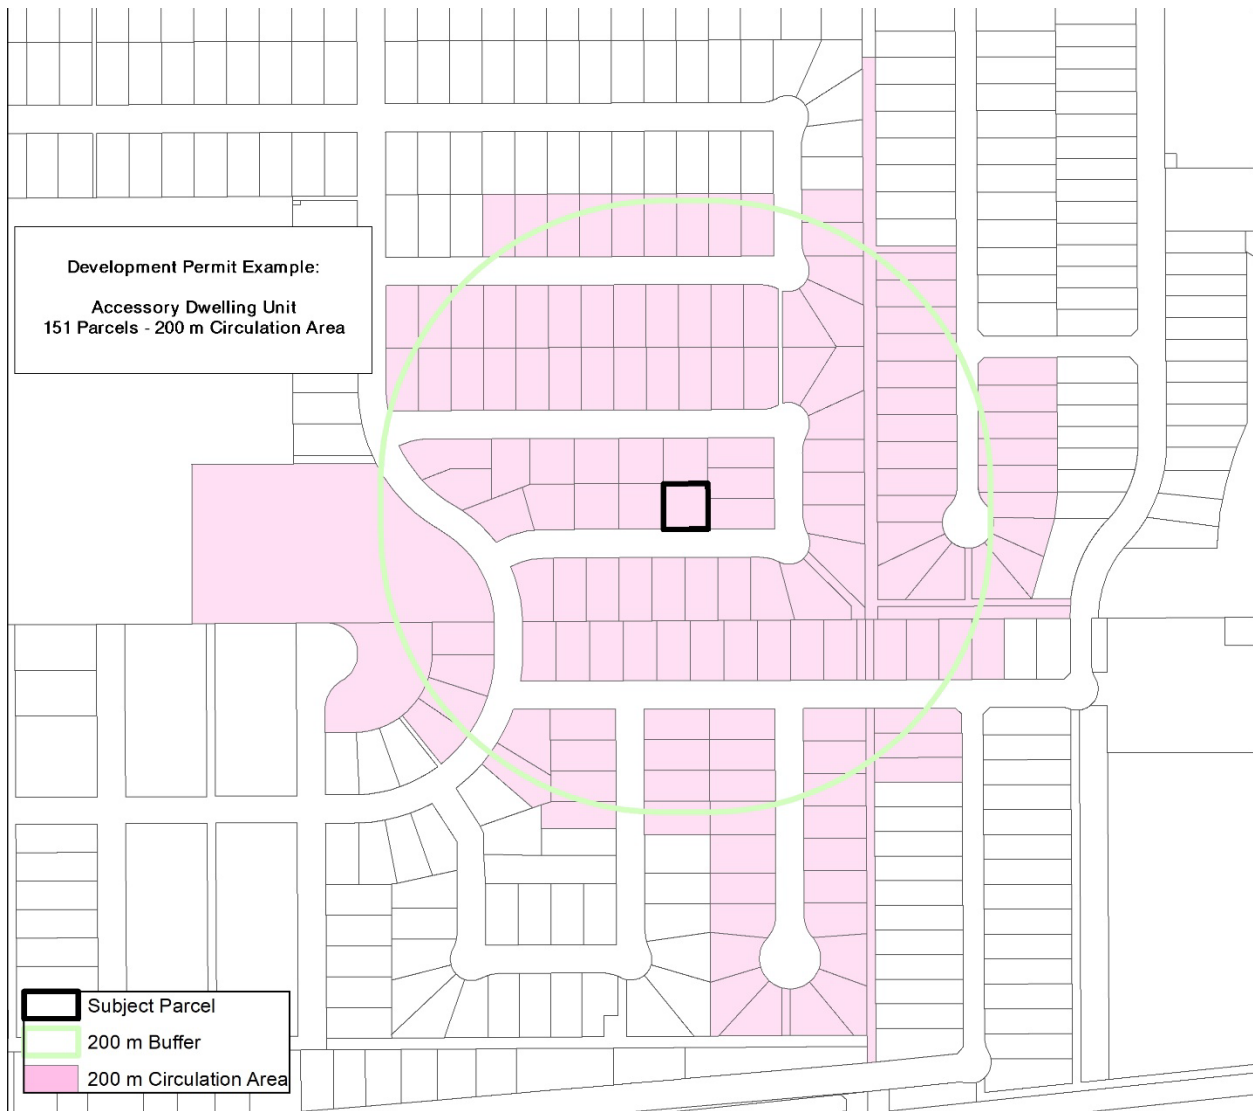 Development Permit Example:
Accessory Dwelling Unit
151 Parcels - 200 m Circulation Area
Subject Parcel
200 m Buffer
200 m Circulation Area